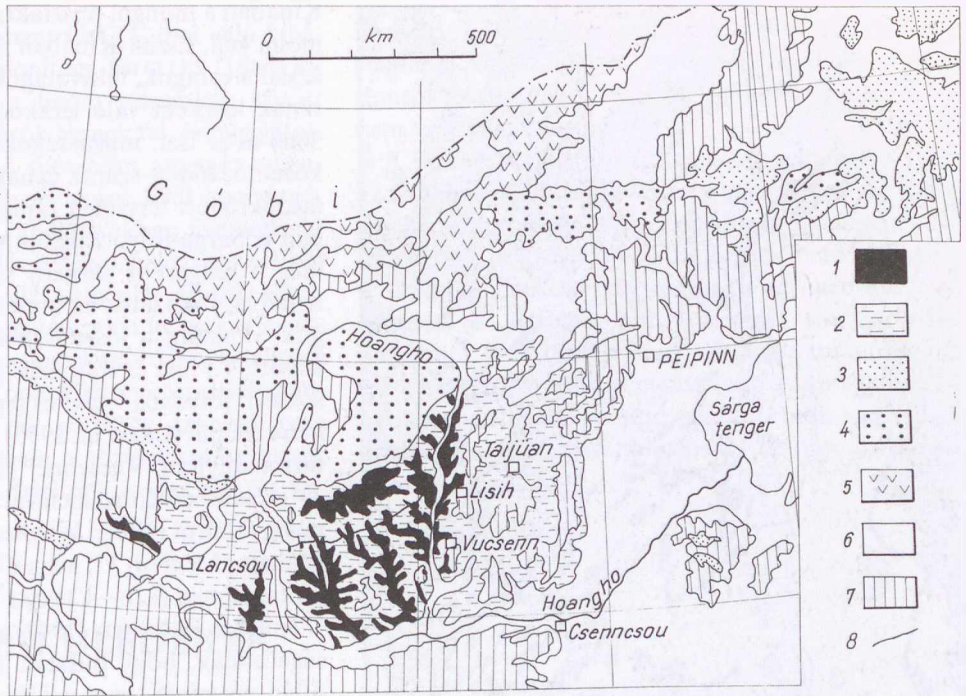 0 km 500
G o b i
Hoangho
PEIPINN
Sárga
tenger
Taijüan
Lisih
Vucsenn
Lancsou
Hoangho
Csenncsou
1
2
3
4
5
6
7
8